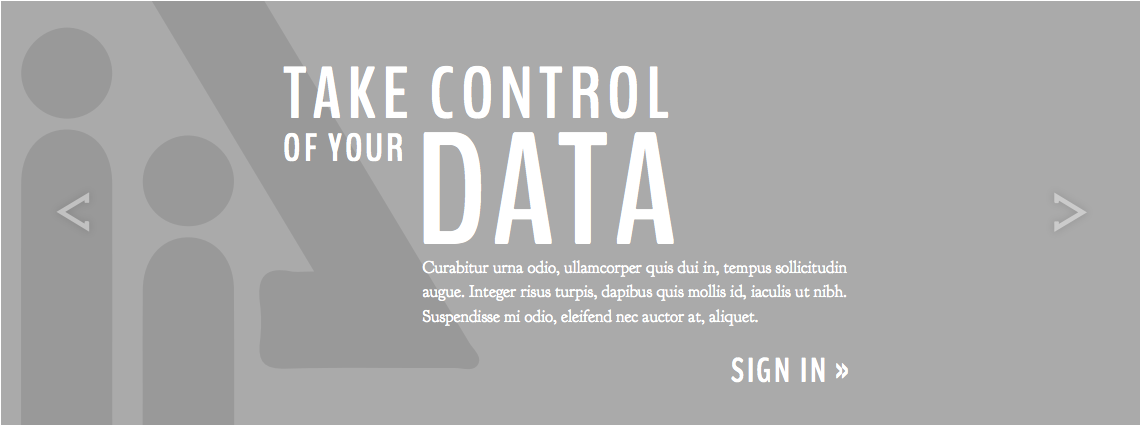 TAKE CONTROL
OF YOUR DATA
Curabitur urna odio, ullamcorper quis dui in, tempus sollicitudin
augue. Integer risus turpis, dapibus quis mollis id, iaculis ut nibh.
Suspendisse mi odio, eleifend nec auctor at, aliquet.
SIGN IN »